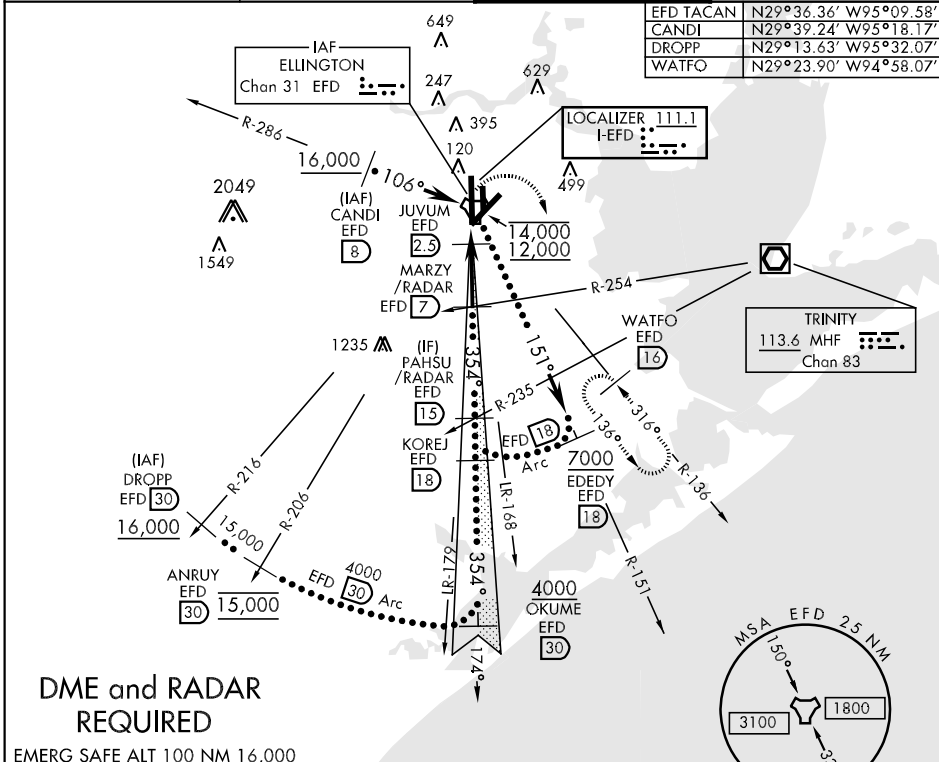 EFD TACAN N29°36.36' W95°09.58'
CANDI N29°39.24' W95°18.17'
DROPP N29°13.63' W95°32.07'
WATFO N29°23.90' W94°58.07'
649
IAF
ELLINGTON
Chan 31 EFD
247
629
395
LOCALIZER 111.1
I-EFD
R-286
120
16,000
106°
499
2049
(IAF)
CANDI
EFD
8
JUVUM
EFD
2.5
14,000
12,000
1549
MARZY
/RADAR
EFD 7
R-254
TRINITY
113.6 MHF
Chan 83
WATFO
EFD
16
1235
(IF)
PAHSU
/RADAR
EFD
15
354°
151°
R-235
316°
136°
KOREJ
EFD
18
EFD 18
Arc
7000
EDEDY
EFD
18
R-136
(IAF)
DROPP
EFD 30
16,000
R-216
R-206
LR-168
15,000
LR-179
R-151
ANRUY
EFD
30
15,000
4000
EFD 30 Arc
354°
4000
OKUME
EFD
30
174°
MSA EFD 25 NM
150°
3100
1800
DME and RADAR
REQUIRED
EMERG SAFE ALT 100 NM 16,000